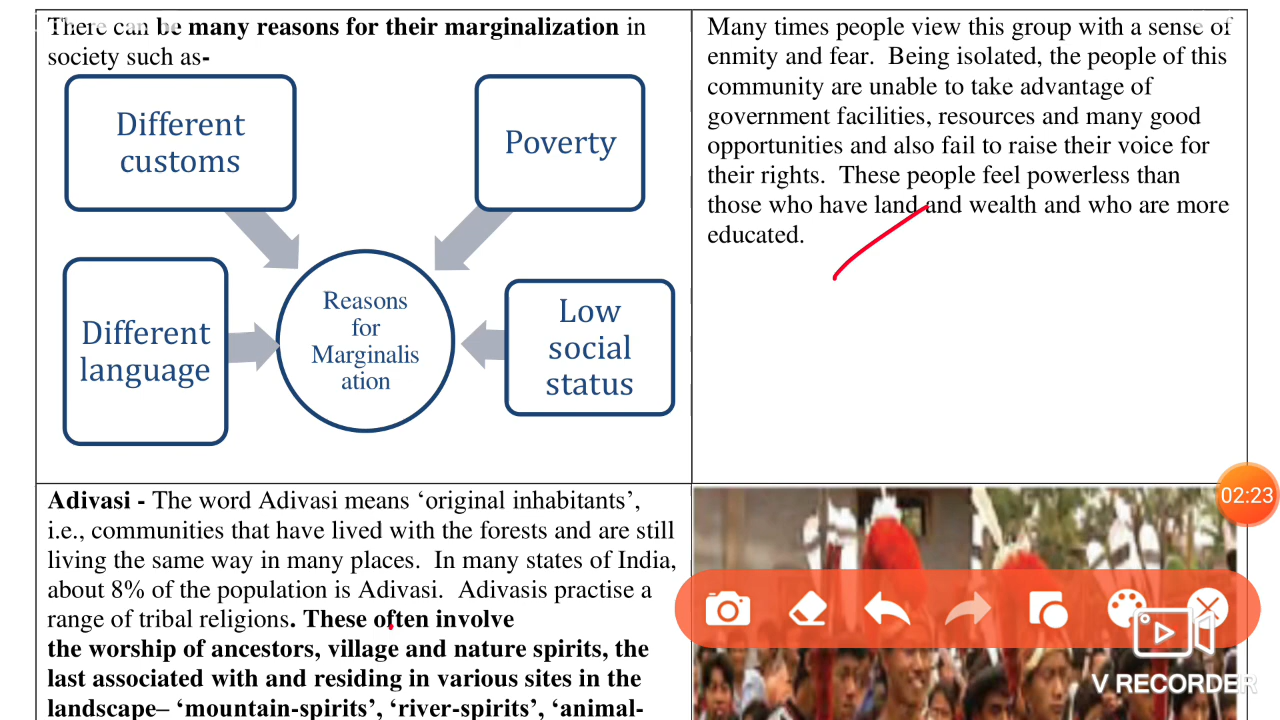 There can be many reasons for their marginalization in
society such as-
Different
customs
Poverty
Different
language
Reasons
for
Marginalis
ation
Low
social
status
Many times people view this group with a sense of
enmity and fear.  Being isolated, the people of this
community are unable to take advantage of
government facilities, resources and many good
opportunities and also fail to raise their voice for
their rights.  These people feel powerless than
those who have land and wealth and who are more
educated.
Adivasi - The word Adivasi means ‘original inhabitants’,
i.e., communities that have lived with the forests and are still
living the same way in many places.  In many states of India,
about 8% of the population is Adivasi.  Adivasis practise a
range of tribal religions. These often involve
the worship of ancestors, village and nature spirits, the
last associated with and residing in various sites in the
landscape– ‘mountain-spirits’, ‘river-spirits’, ‘animal-
02:23
V RECORDER